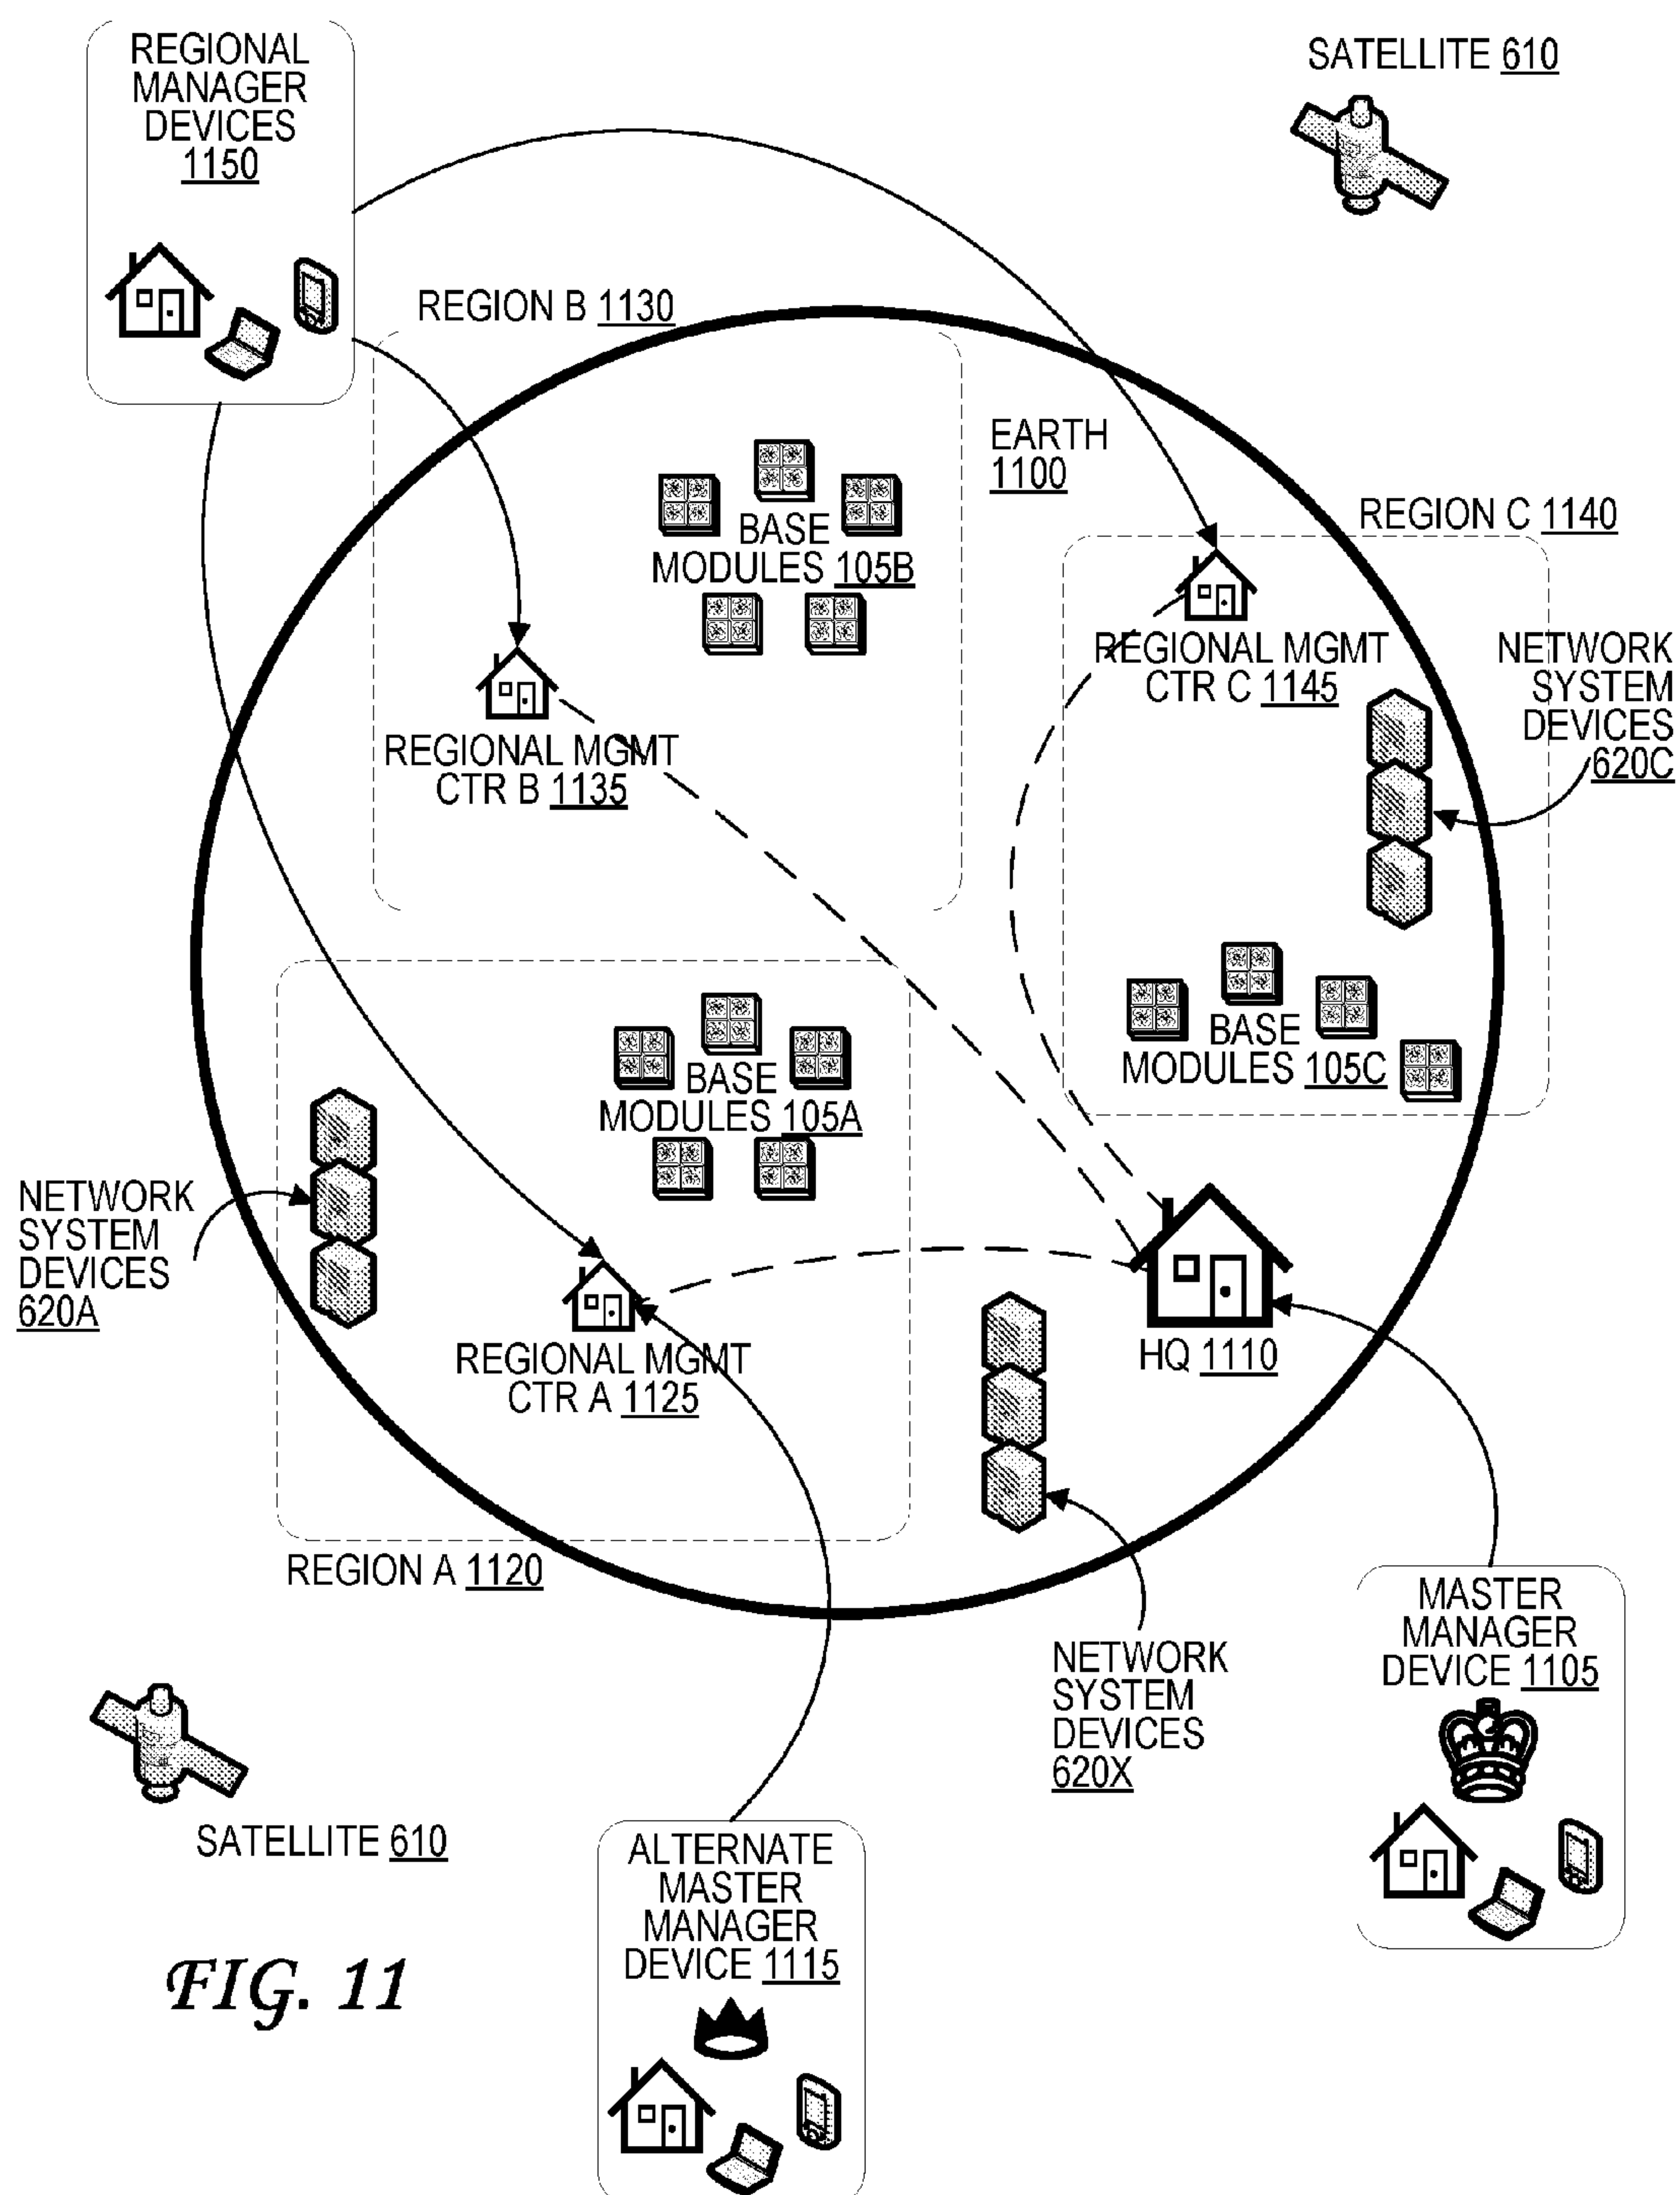 REGIONAL
MANAGER
DEVICES
1150
SATELLITE 610
REGION B 1130
EARTH
1100
BASE
MODULES 105B
REGION C 1140
REGIONAL MGMT
CTR C 1145
NETWORK
SYSTEM
DEVICES
620C
REGIONAL MGMT
CTR B 1135
BASE
MODULES 105C
BASE
MODULES 105A
NETWORK
SYSTEM
DEVICES
620A
REGIONAL MGMT
CTR A 1125
HQ 1110
REGION A 1120
NETWORK
SYSTEM
DEVICES
620X
MASTER
MANAGER
DEVICE 1105
SATELLITE 610
ALTERNATE
MASTER
MANAGER
DEVICE 1115
FIG. 11